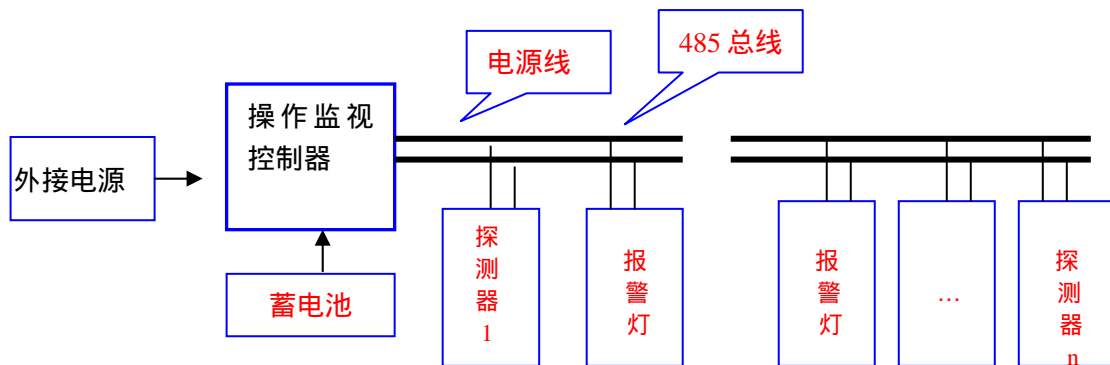 电源线
485 总线
操作监视
控制器
外接电源
蓄电池
探
测
器
1
报
警
灯
报
警
灯
…
探
测
器
n